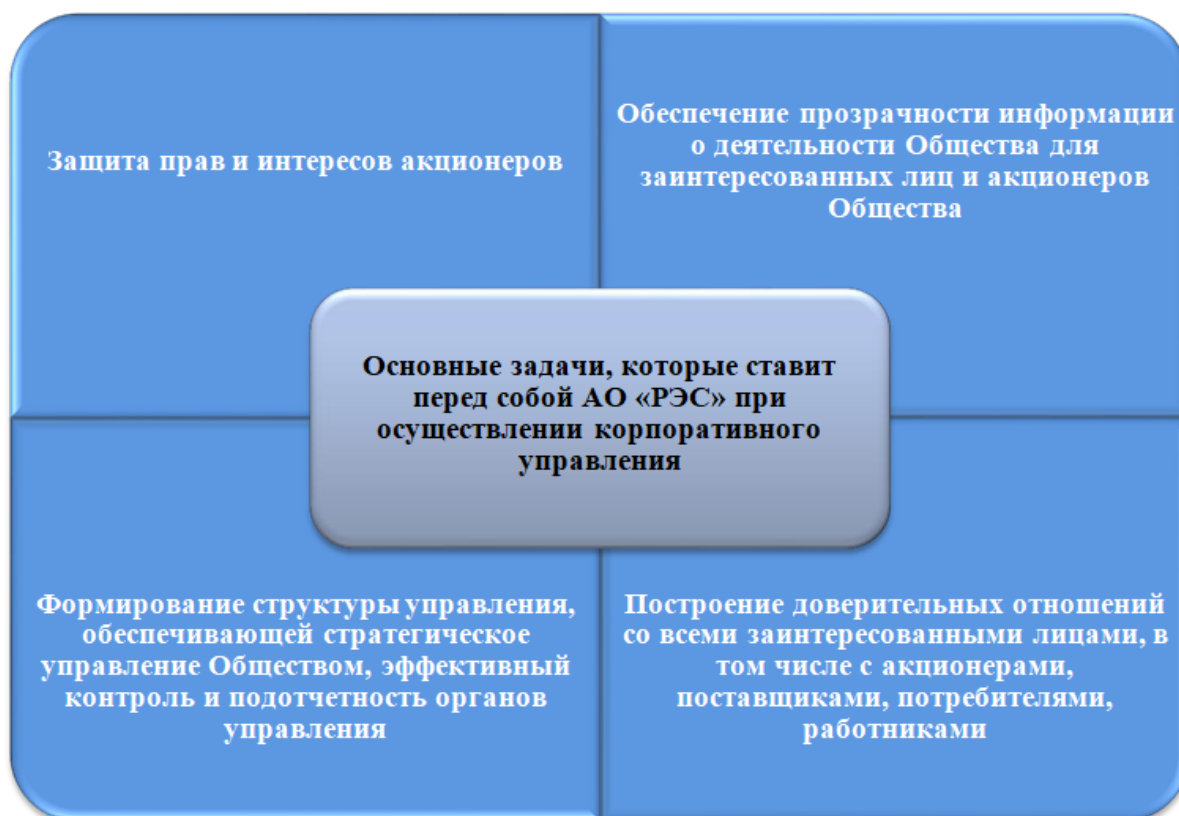 Защита прав и интересов акционеров
Обеспечение прозрачности информации
о деятельности Общества для
заинтересованных лиц и акционеров
Общества
Основные задачи, которые ставит
перед собой АО «РЭС» при
осуществлении корпоративного
управления
Формирование структуры управления,
обеспечивающей стратегическое
управление Обществом, эффективный
контроль и подотчетность органов
управления
Построение доверительных отношений
со всеми заинтересованными лицами, в
том числе с акционерами,
поставщиками, потребителями,
работниками